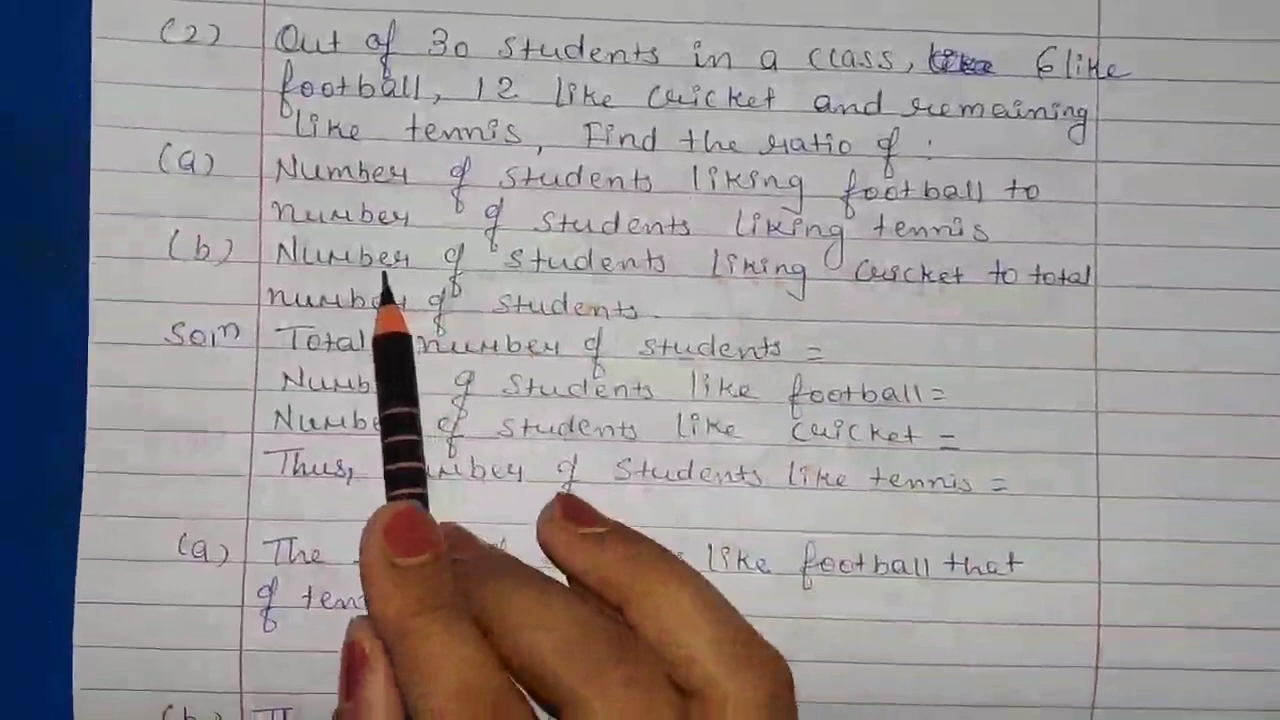 (2) Out of 30 students in a class, 6 like
football, 12 like cricket and remaining
like tennis, Find the ratio of :
(a) Number of students liking football to
number of students liking tennis
(b) Number of students liking cricket to total
number of students.
Soln Total number of students =
of students like football =
of students like cricket =
Thus, of students like tennis =
(a) The like football that
of
(b)